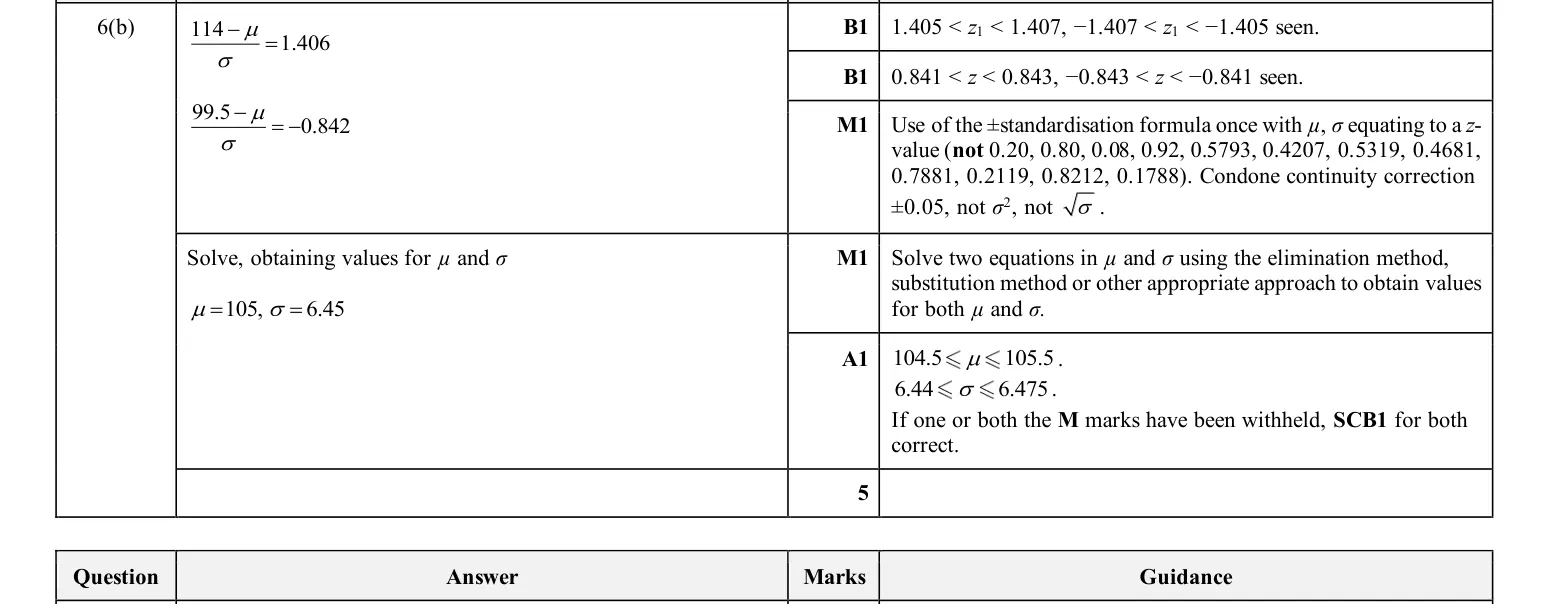 6(b)
114 − μ
───── = 1.406
σ
99.5 − μ
───── = −0.842
σ
B1 1.405 < z₁ < 1.407, −1.407 < z₁ < −1.405 seen.
B1 0.841 < z < 0.843, −0.843 < z < −0.841 seen.
M1 Use of the ±standardisation formula once with μ, σ equating to a z-
value (not 0.20, 0.80, 0.08, 0.92, 0.5793, 0.4207, 0.5319, 0.4681,
0.7881, 0.2119, 0.8212, 0.1788). Condone continuity correction
±0.05, not σ², not √σ .
Solve, obtaining values for μ and σ
μ = 105, σ = 6.45
M1 Solve two equations in μ and σ using the elimination method,
substitution method or other appropriate approach to obtain values
for both μ and σ.
A1 104.5 ⩽ μ ⩽ 105.5 .
6.44 ⩽ σ ⩽ 6.475 .
If one or both the M marks have been withheld, SCB1 for both
correct.
5
Question Answer Marks Guidance